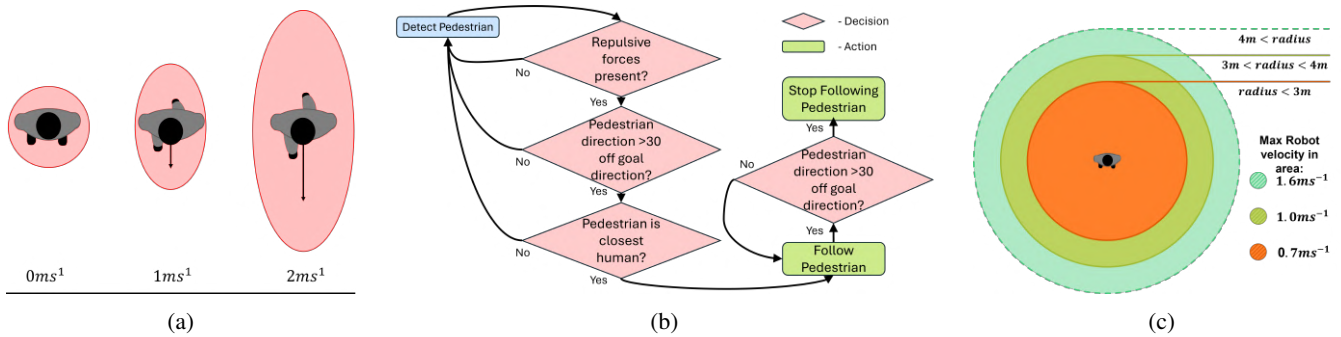 0ms¹
1ms¹
2ms¹
(a)
Detect Pedestrian
Repulsive
forces
present?
No
Yes
Pedestrian
direction >30
off goal
direction?
No
Yes
Pedestrian is
closest
human?
No
Yes
- Decision
- Action
Stop Following
Pedestrian
Yes
No
Pedestrian
direction >30
off goal
direction?
Yes
Follow
Pedestrian
(b)
4m < radius
3m < radius < 4m
radius < 3m
Max Robot
velocity in
area:
1.6ms⁻¹
1.0ms⁻¹
0.7ms⁻¹
(c)